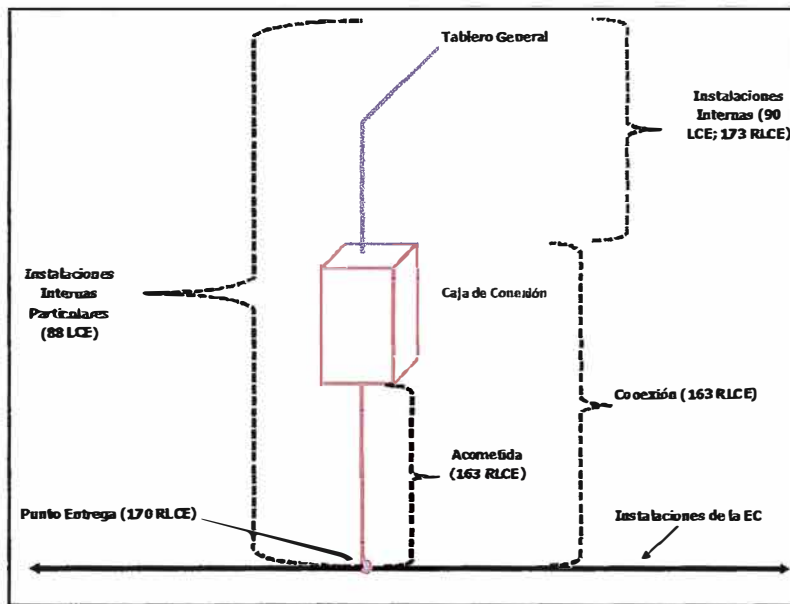 Tablero General
Instalaciones
Internas (90
LCE; 173 RLCE)
Instalaciones
Internas
Particulares
(88 LCE)
Caja de Conexión
Conexión (163 RLCE)
Acometida
(163 RLCE)
Punto Entrega (170 RLCE)
Instalaciones de la EC